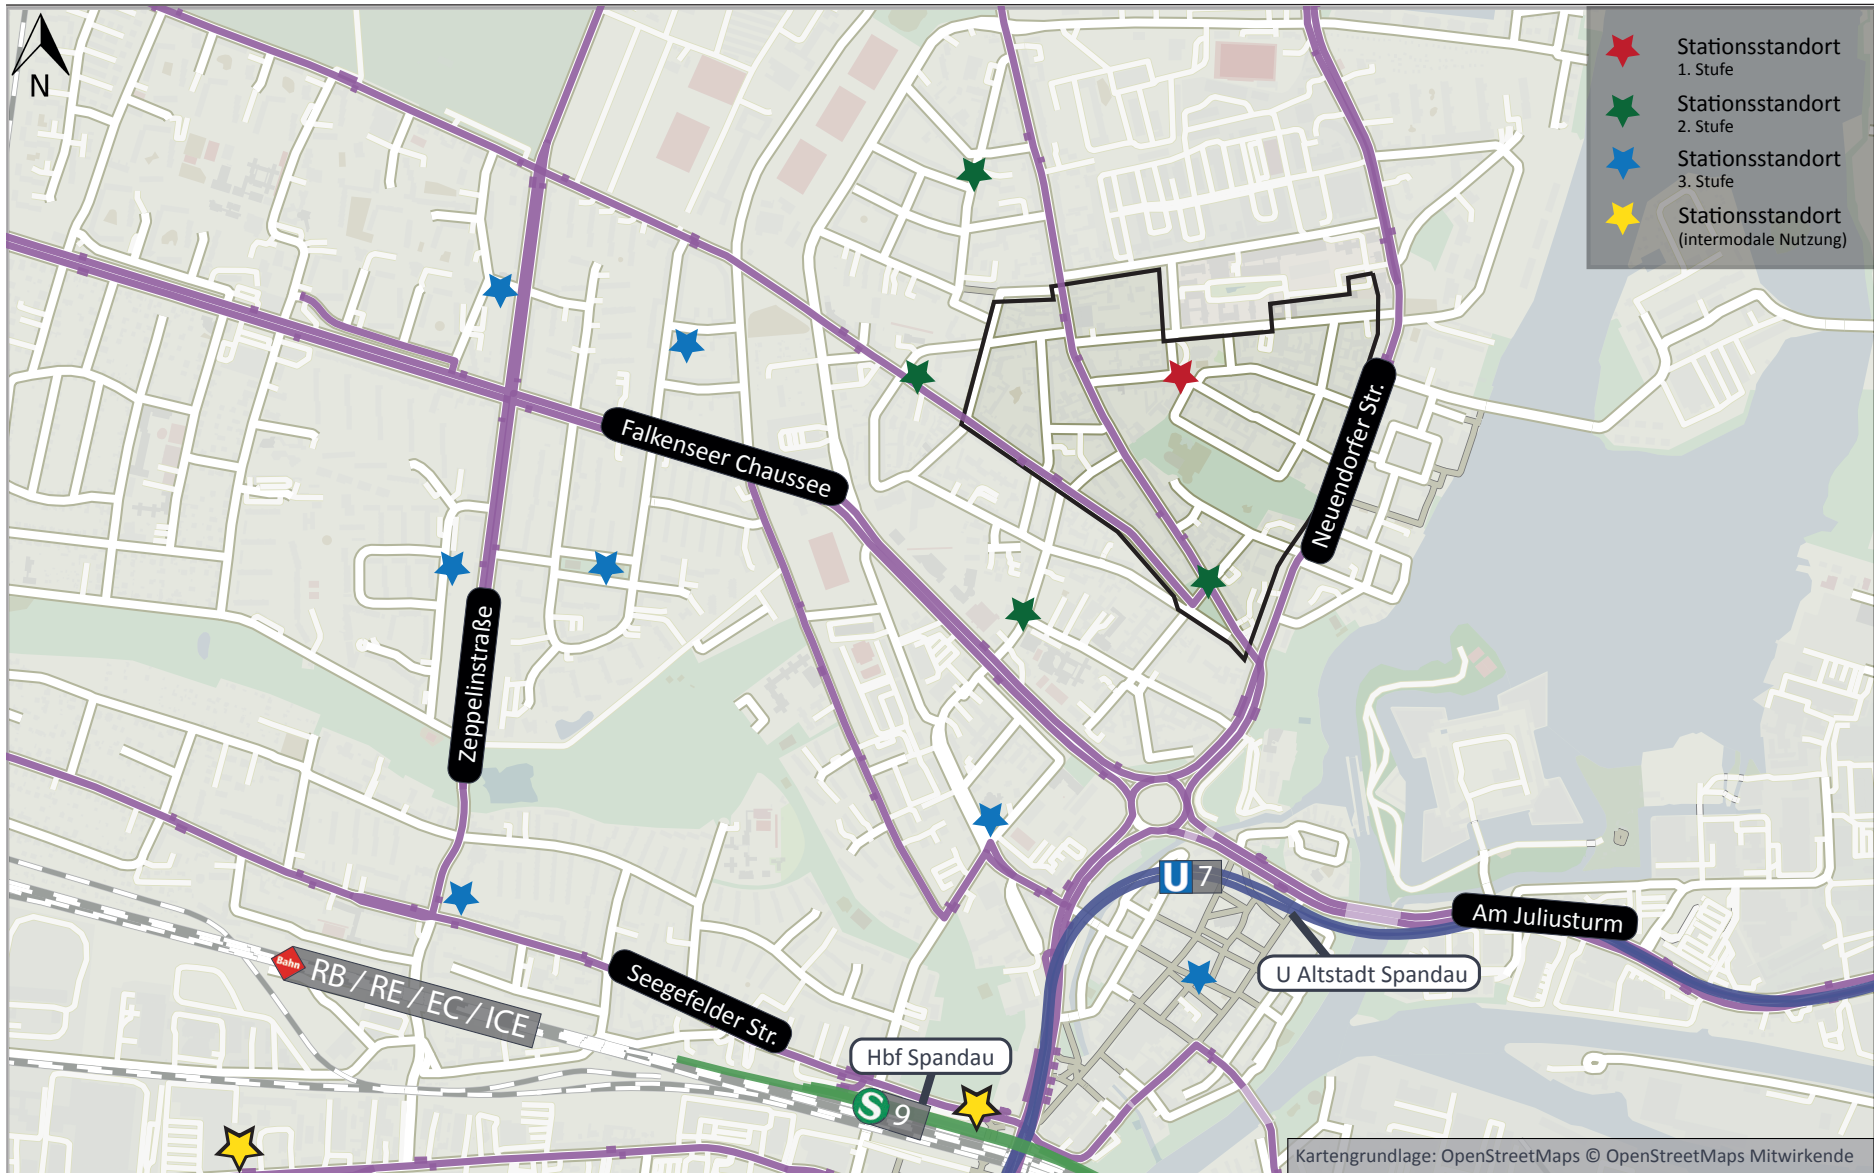 N
Stationsstandort
1. Stufe
Stationsstandort
2. Stufe
Stationsstandort
3. Stufe
Stationsstandort
(intermodale Nutzung)
Falkenseer Chaussee
Neuendorfer Str.
Zeppelinstraße
U 7
Am Juliusturm
U Altstadt Spandau
Bahn
RB / RE / EC / ICE
Seegefelder Str.
Hbf Spandau
S 9
Kartengrundlage: OpenStreetMaps © OpenStreetMaps Mitwirkende